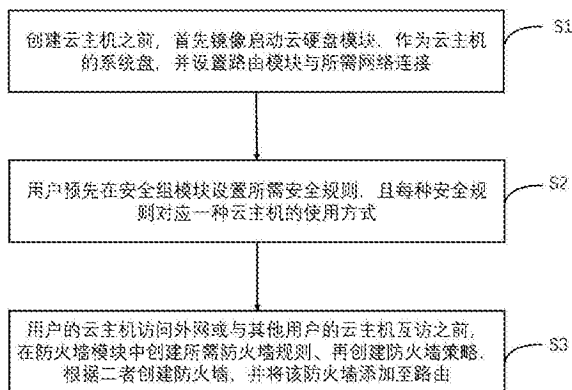 创建云主机之前，首先镜像启动云硬盘模块，作为云主机
的系统盘，并设置路由模块与所需网络连接
S1
用户预先在安全组模块设置所需安全规则，且每种安全规
则对应一种云主机的使用方式
S2
用户的云主机访问外网或与其他用户的云主机互访之前，
在防火墙模块中创建所需防火墙规则、再创建防火墙策略，
根据二者创建防火墙，并将该防火墙添加至路由
S3